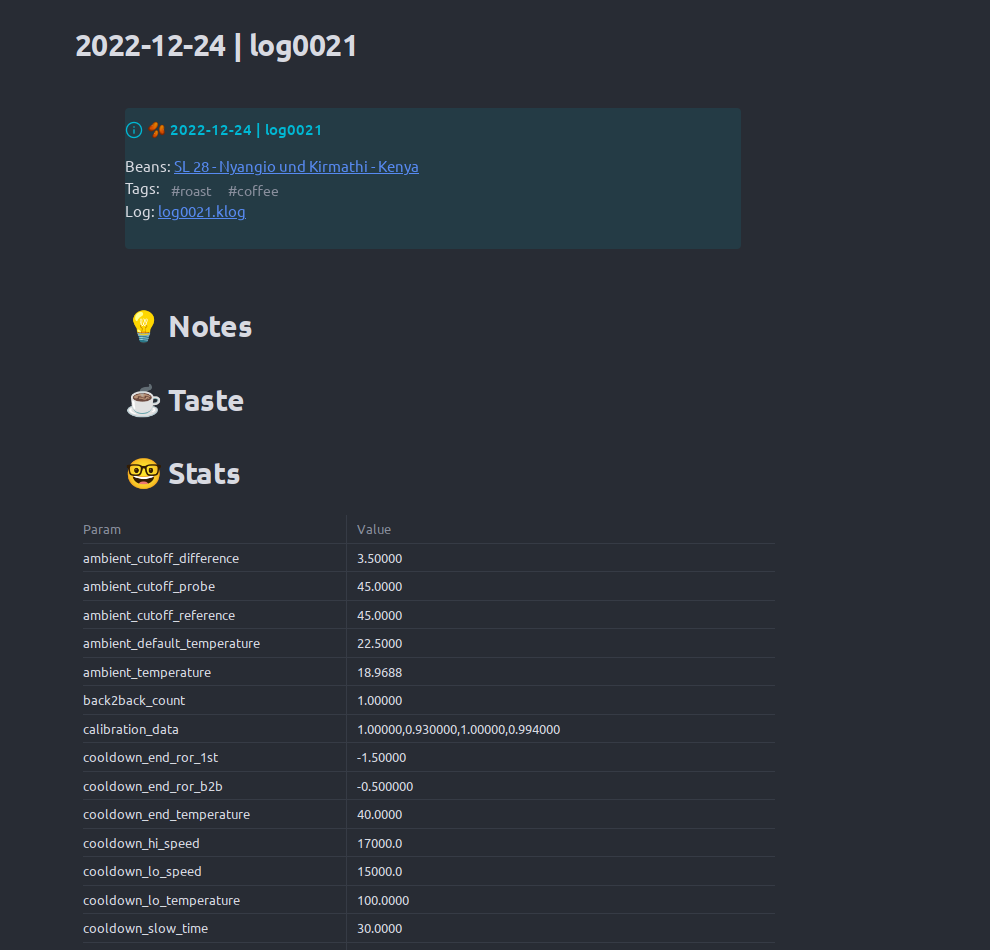 2022-12-24 | log0021
2022-12-24 | log0021
Beans: SL 28 - Nyangio und Kirmathi - Kenya
Tags: #roast #coffee
Log: log0021.klog
Notes
Taste
Stats
Param Value
ambient_cutoff_difference 3.50000
ambient_cutoff_probe 45.0000
ambient_cutoff_reference 45.0000
ambient_default_temperature 22.5000
ambient_temperature 18.9688
back2back_count 1.00000
calibration_data 1.00000,0.930000,1.00000,0.994000
cooldown_end_ror_1st -1.50000
cooldown_end_ror_b2b -0.500000
cooldown_end_temperature 40.0000
cooldown_hi_speed 17000.0
cooldown_lo_speed 15000.0
cooldown_lo_temperature 100.0000
cooldown_slow_time 30.0000